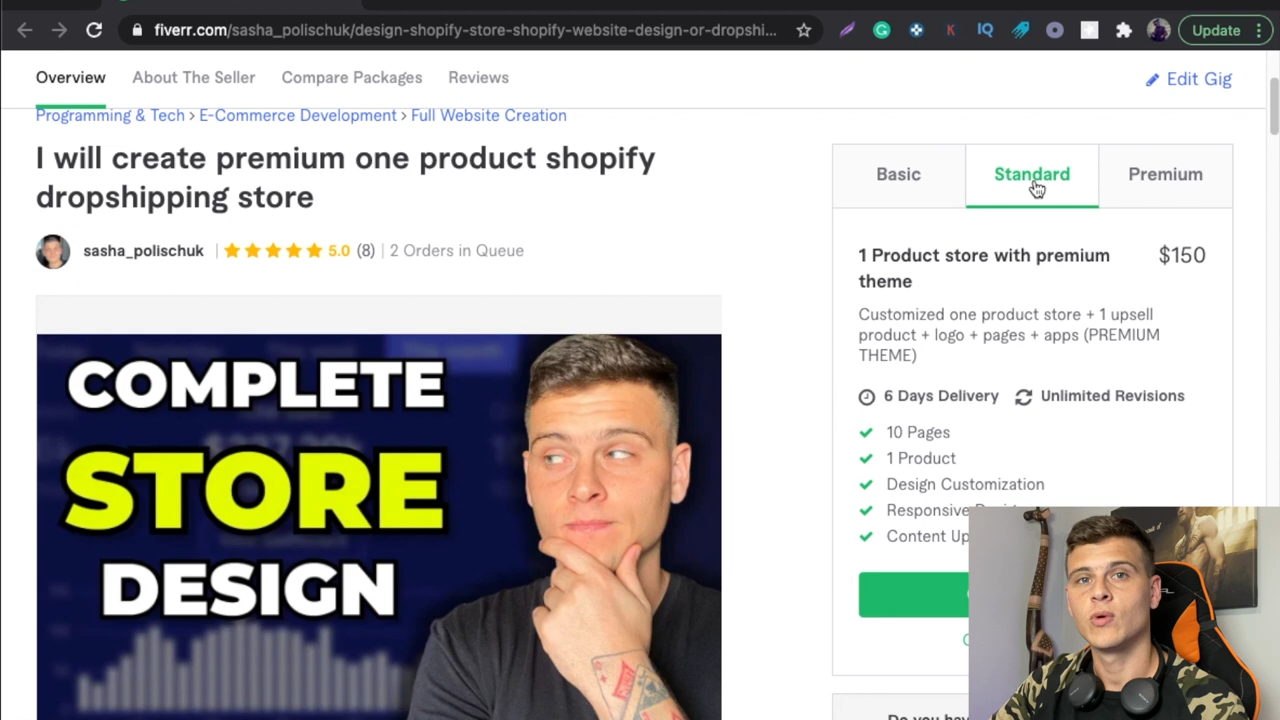 fiverr.com/sasha_polischuk/design-shopify-store-shopify-website-design-or-dropshi...
Update
Overview
About The Seller
Compare Packages
Reviews
Edit Gig
Programming & Tech > E-Commerce Development > Full Website Creation
I will create premium one product shopify
dropshipping store
sasha_polischuk | 5.0 (8) | 2 Orders in Queue
COMPLETE
STORE
DESIGN
Basic
Standard
Premium
1 Product store with premium
theme
$150
Customized one product store + 1 upsell
product + logo + pages + apps (PREMIUM
THEME)
6 Days Delivery
Unlimited Revisions
10 Pages
1 Product
Design Customization
Responsive
Content Up
Do you have